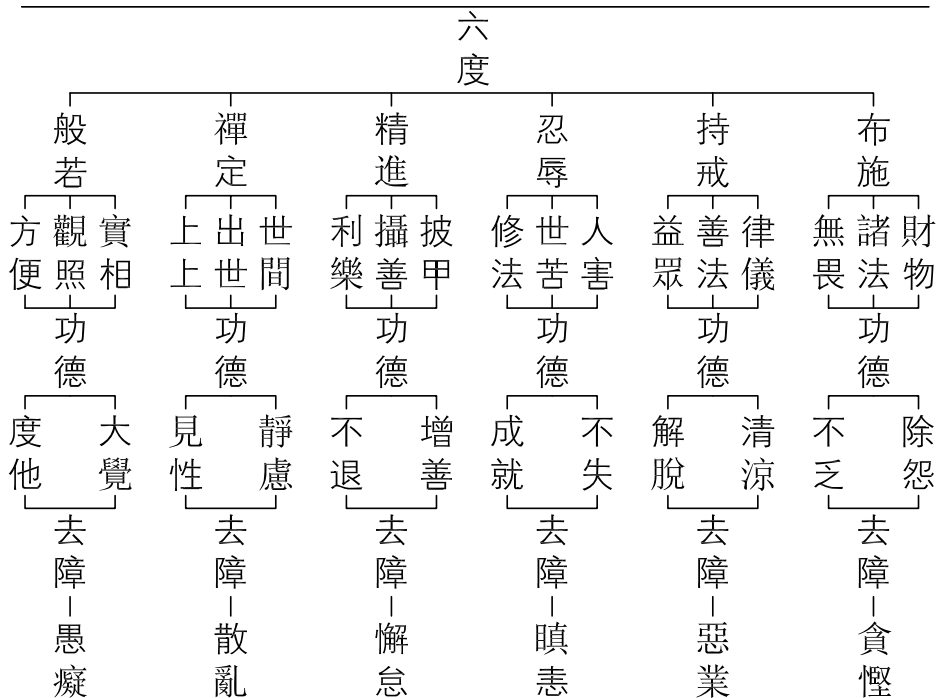 六度
布施
財物
諸法
無畏
功德
除怨
不乏
去障
貪慳
持戒
律儀
善法
益眾
功德
清涼
解脫
去障
惡業
忍辱
人害
世苦
修法
功德
不失
成就
去障
瞋恚
精進
披甲
攝善
利樂
功德
增善
不退
去障
懈怠
禪定
世間
出世
上上
功德
靜慮
見性
去障
散亂
般若
實相
觀照
方便
功德
大覺
度他
去障
愚癡